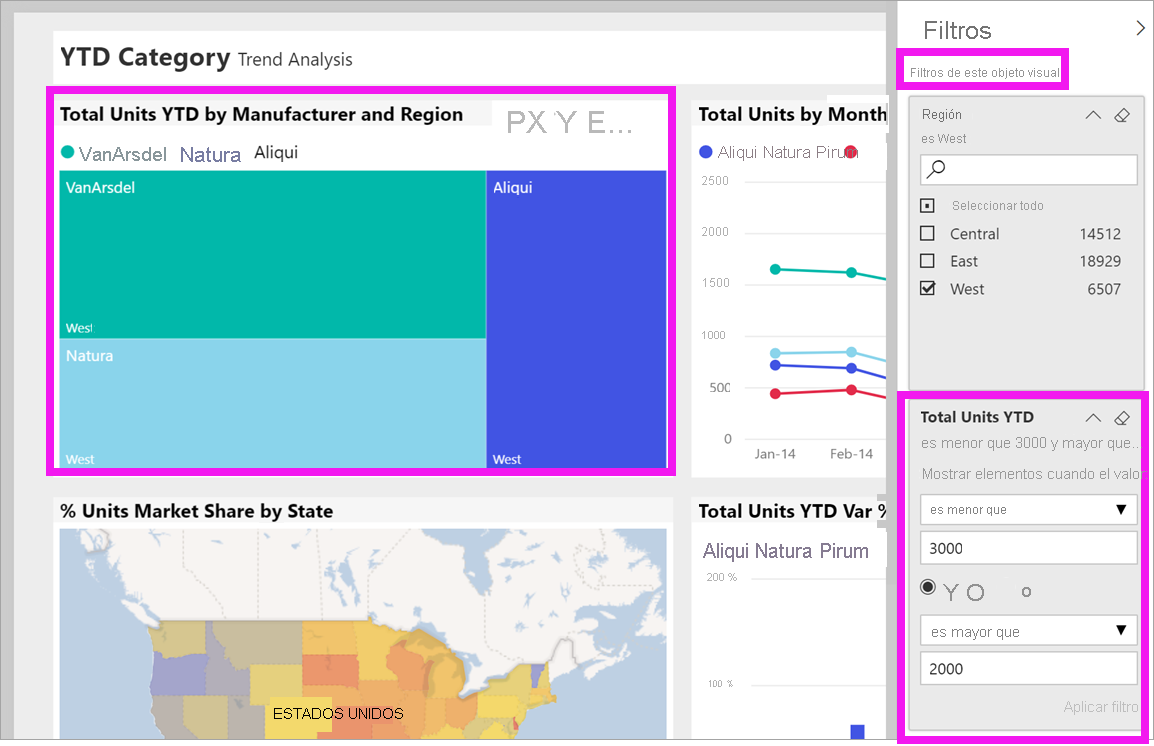 YTD Category Trend Analysis
Total Units YTD by Manufacturer and Region
PX Y E...
VanArsdel Natura Aliqui
VanArsdel
West
Natura
West
Aliqui
West
Total Units by Month
Aliqui Natura Pirum
2500
2000
1500
1000
500
0
Jan-14 Feb-14
% Units Market Share by State
ESTADOS UNIDOS
Total Units YTD Var %
Aliqui Natura Pirum
200 %
100 %
Filtros
Filtros de este objeto visual
Región
es West
Seleccionar todo
Central 14512
East 18929
West 6507
Total Units YTD
es menor que 3000 y mayor que...
Mostrar elementos cuando el valor
es menor que
3000
Y O o
es mayor que
2000
Aplicar filtro